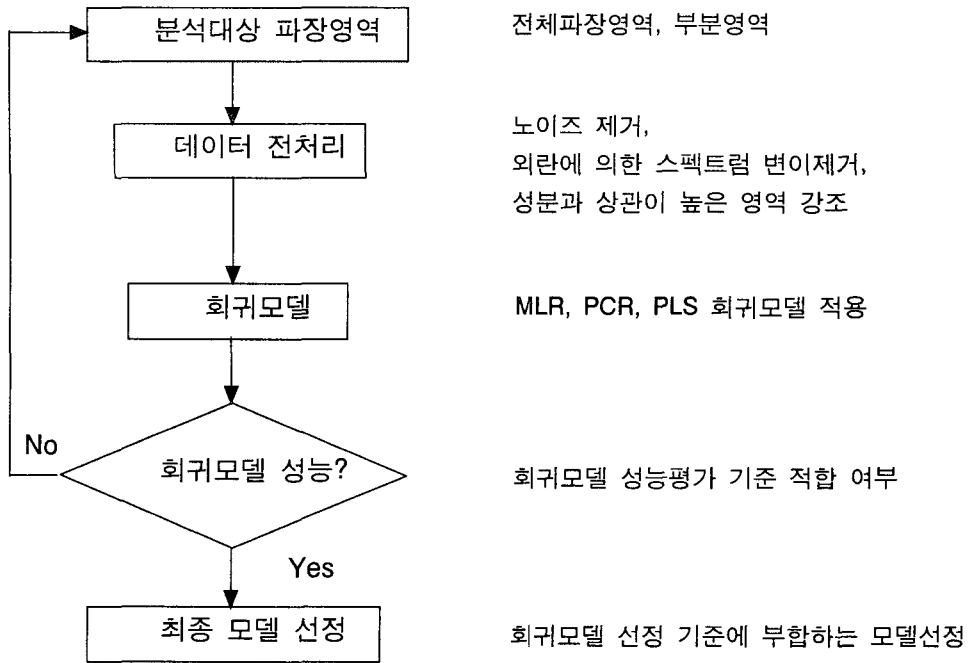 분석대상 파장영역
전체파장영역, 부분영역
데이터 전처리
노이즈 제거,
외란에 의한 스펙트럼 변이제거,
성분과 상관이 높은 영역 강조
회귀모델
MLR, PCR, PLS 회귀모델 적용
No
회귀모델 성능?
회귀모델 성능평가 기준 적합 여부
Yes
최종 모델 선정
회귀모델 선정 기준에 부합하는 모델선정